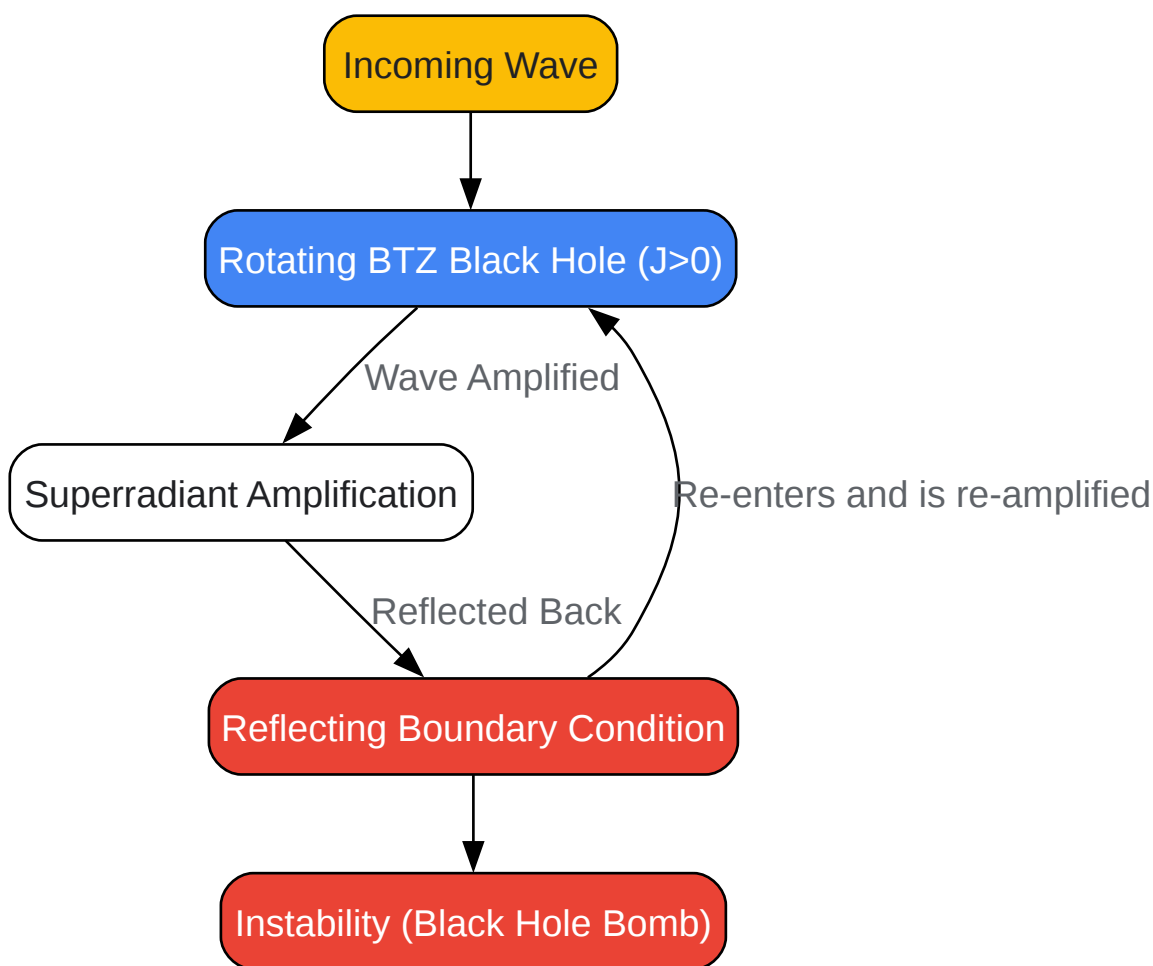 Incoming Wave
Rotating BTZ Black Hole (J>0)
Wave Amplified
Superradiant Amplification
Re-enters and is re-amplified
Reflected Back
Reflecting Boundary Condition
Instability (Black Hole Bomb)